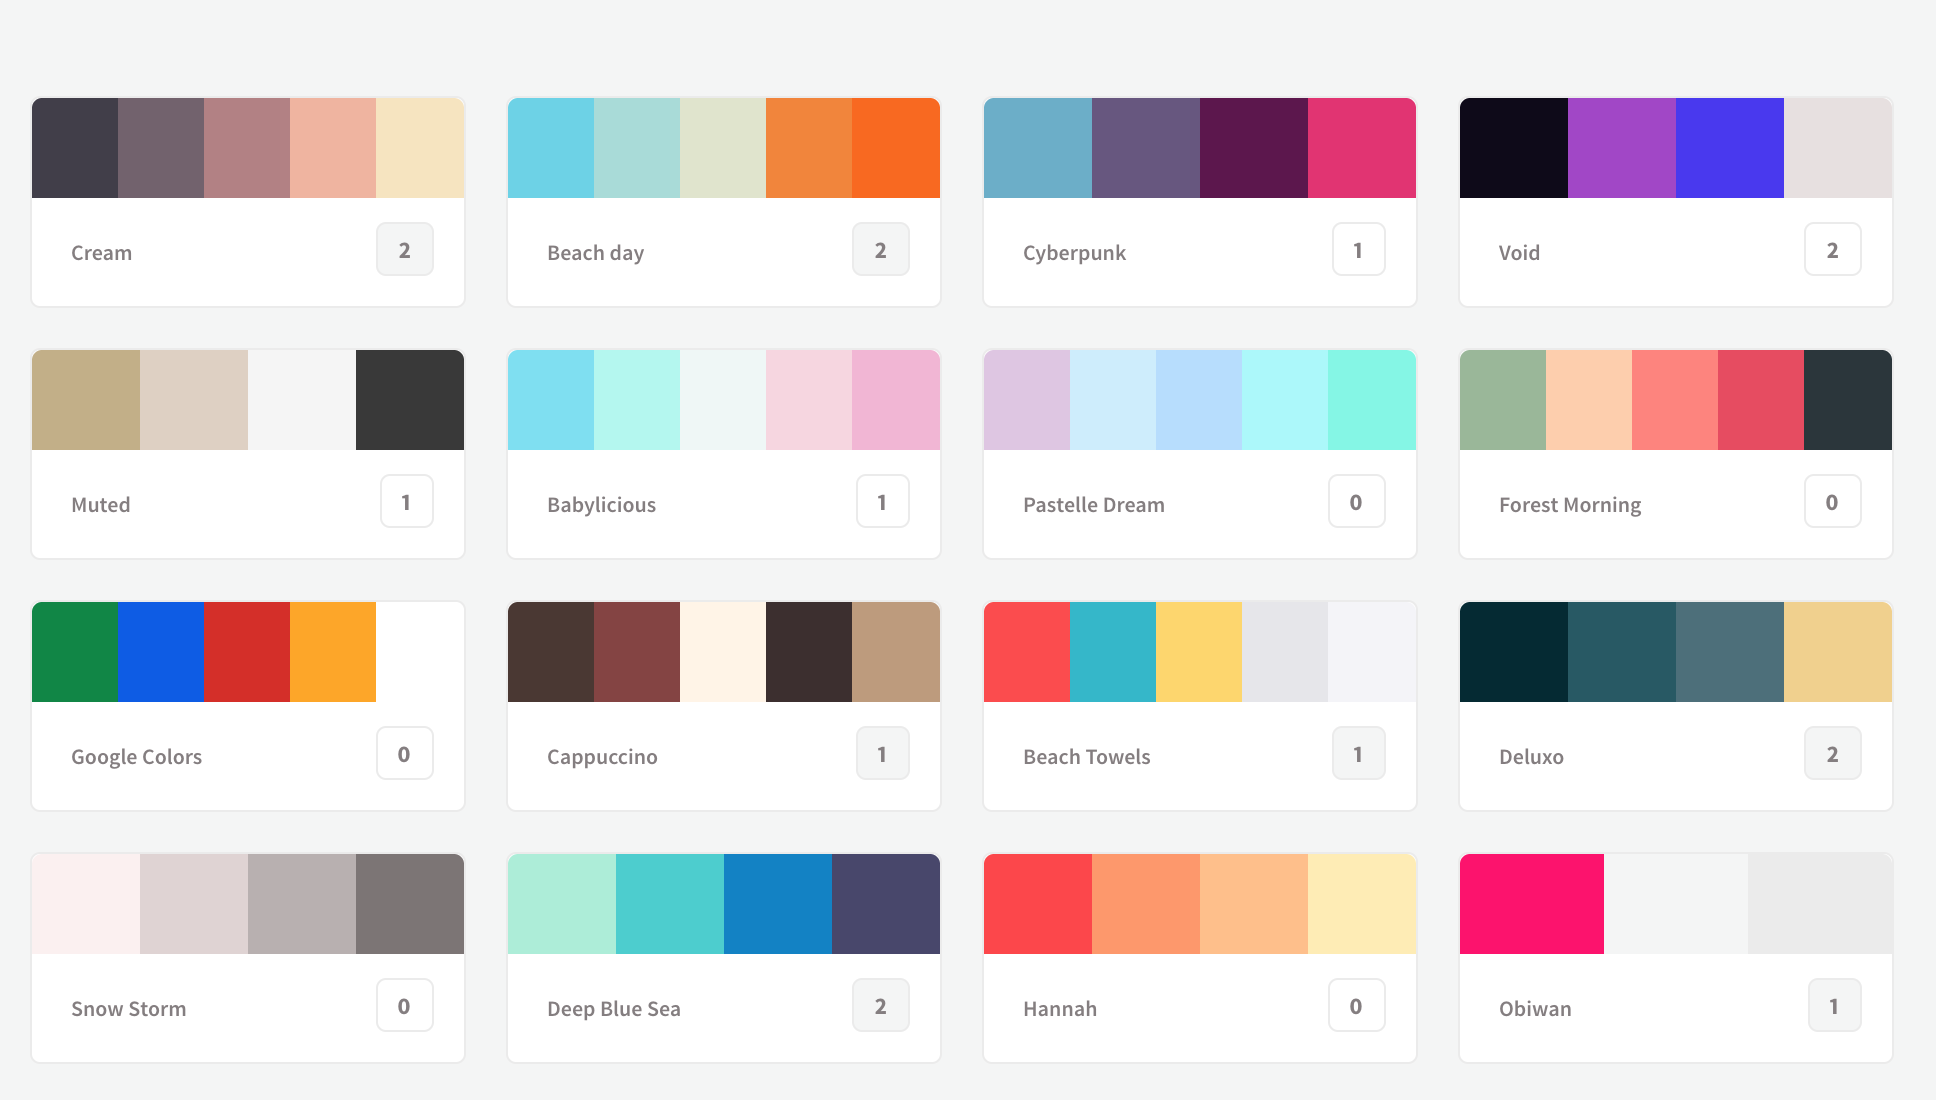 Cream 2
Beach day 2
Cyberpunk 1
Void 2
Muted 1
Babylicious 1
Pastelle Dream 0
Forest Morning 0
Google Colors 0
Cappuccino 1
Beach Towels 1
Deluxo 2
Snow Storm 0
Deep Blue Sea 2
Hannah 0
Obiwan 1